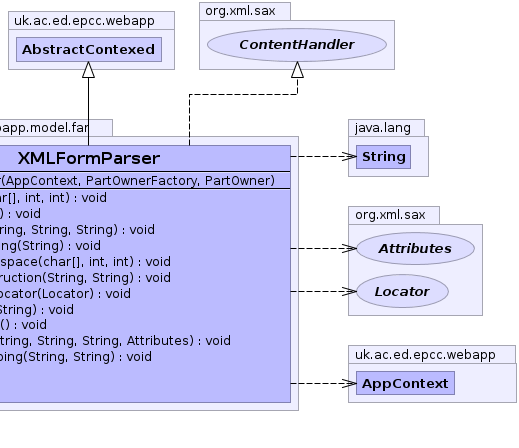 org.xml.sax
uk.ac.ed.epcc.webapp
ContentHandler
AbstractContexed
app.model.far
java.lang
XMLFormParser
String
(AppContext, PartOwnerFactory, PartOwner)
ar[], int, int) : void
) : void
ring, String, String) : void
org.xml.sax
ing(String) : void
Attributes
space(char[], int, int) : void
ruction(String, String) : void
Locator
ocator(Locator) : void
String) : void
() : void
tring, String, String, Attributes) : void
uk.ac.ed.epcc.webapp
ping(String, String) : void
AppContext